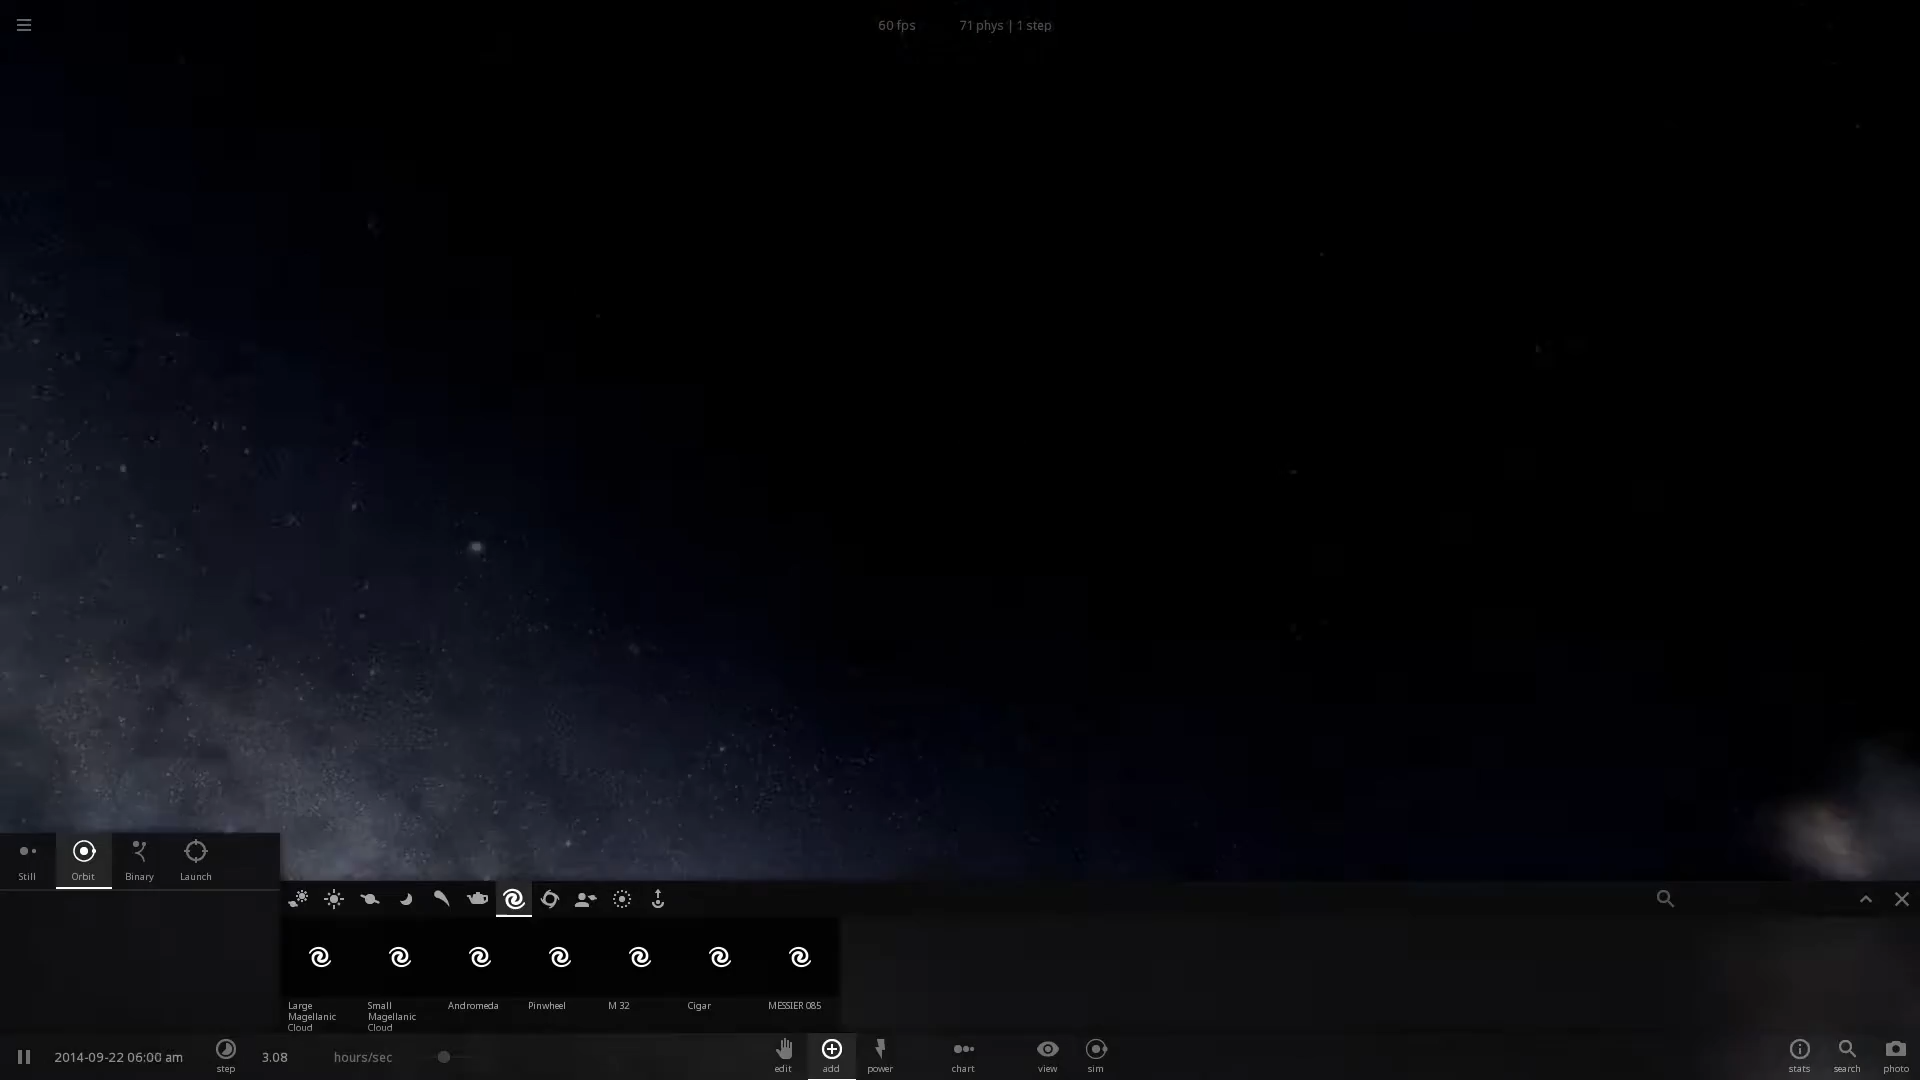 60 fps 71 phys | 1 step
Still Orbit Binary Launch
Large Magellanic Cloud
Small Magellanic Cloud
Andromeda
Pinwheel
M 32
Cigar
MESSIER 085
2014-09-22 06:00 am step 3.08 hours/sec edit add power chart view sim stats search photo